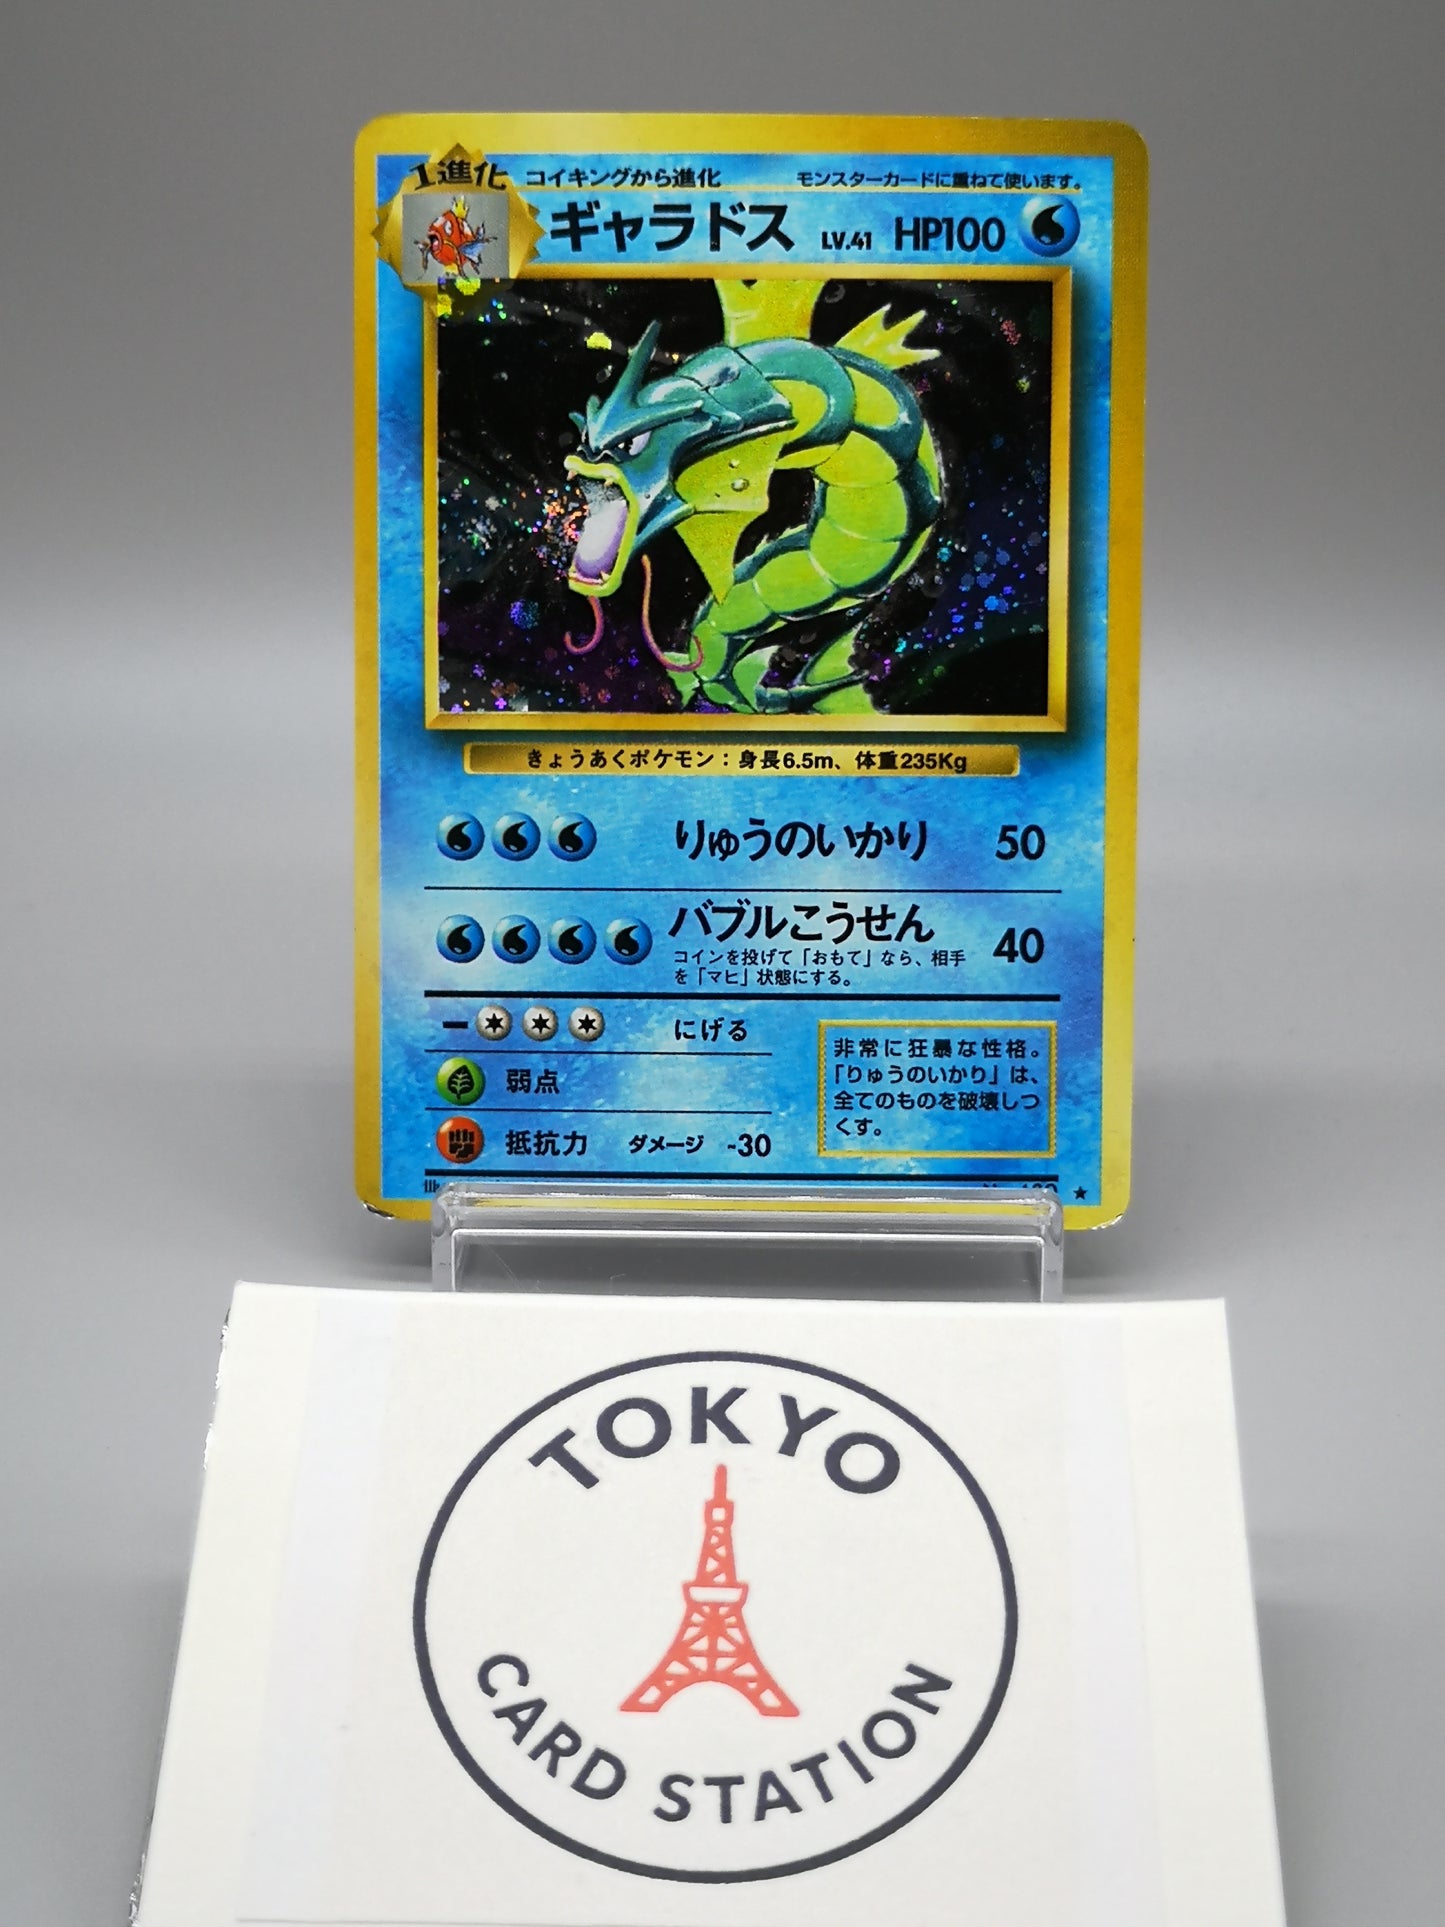 1進化
コイキングから進化
モンスターカードに重ねて使います。
ギャラドス LV.41 HP100
きょうあくポケモン：身長6.5m、体重235Kg
りゅうのいかり 50
バブルこうせん 40
コインを投げて「おもて」なら、相手
を「マヒ」状態にする。
にげる
弱点
抵抗力 ダメージ -30
非常に狂暴な性格。
「りゅうのいかり」は、
全てのものを破壊しつ
くす。
★
TOKYO
CARD STATION